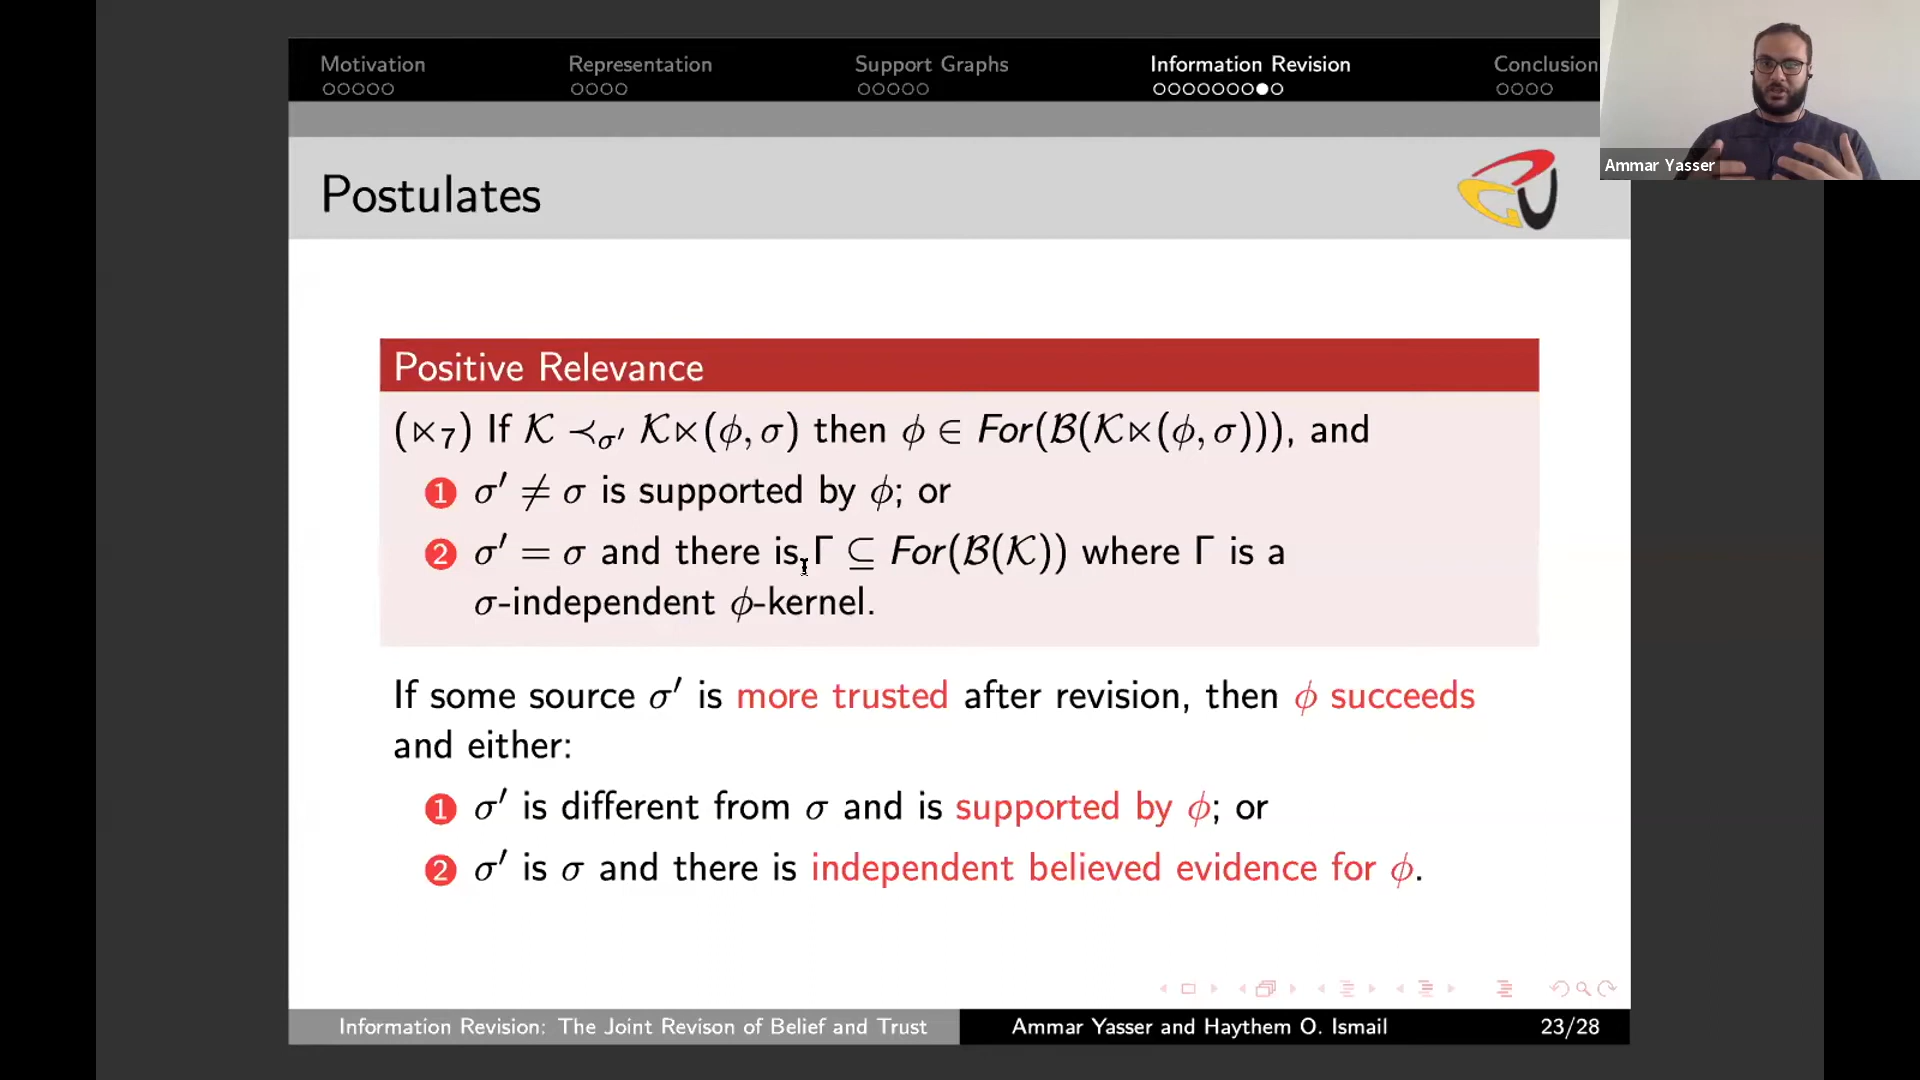 Motivation Representation Support Graphs Information Revision Conclusion
Ammar Yasser
Postulates
Positive Relevance
(⋉₇) If 𝒦 ≺σ′ 𝒦⋉(ϕ, σ) then ϕ ∈ For(ℬ(𝒦⋉(ϕ, σ))), and
1 σ′ ≠ σ is supported by ϕ; or
2 σ′ = σ and there is Γ ⊆ For(ℬ(𝒦)) where Γ is a
σ-independent ϕ-kernel.
If some source σ′ is more trusted after revision, then ϕ succeeds
and either:
1 σ′ is different from σ and is supported by ϕ; or
2 σ′ is σ and there is independent believed evidence for ϕ.
Information Revision: The Joint Revison of Belief and Trust Ammar Yasser and Haythem O. Ismail 23/28